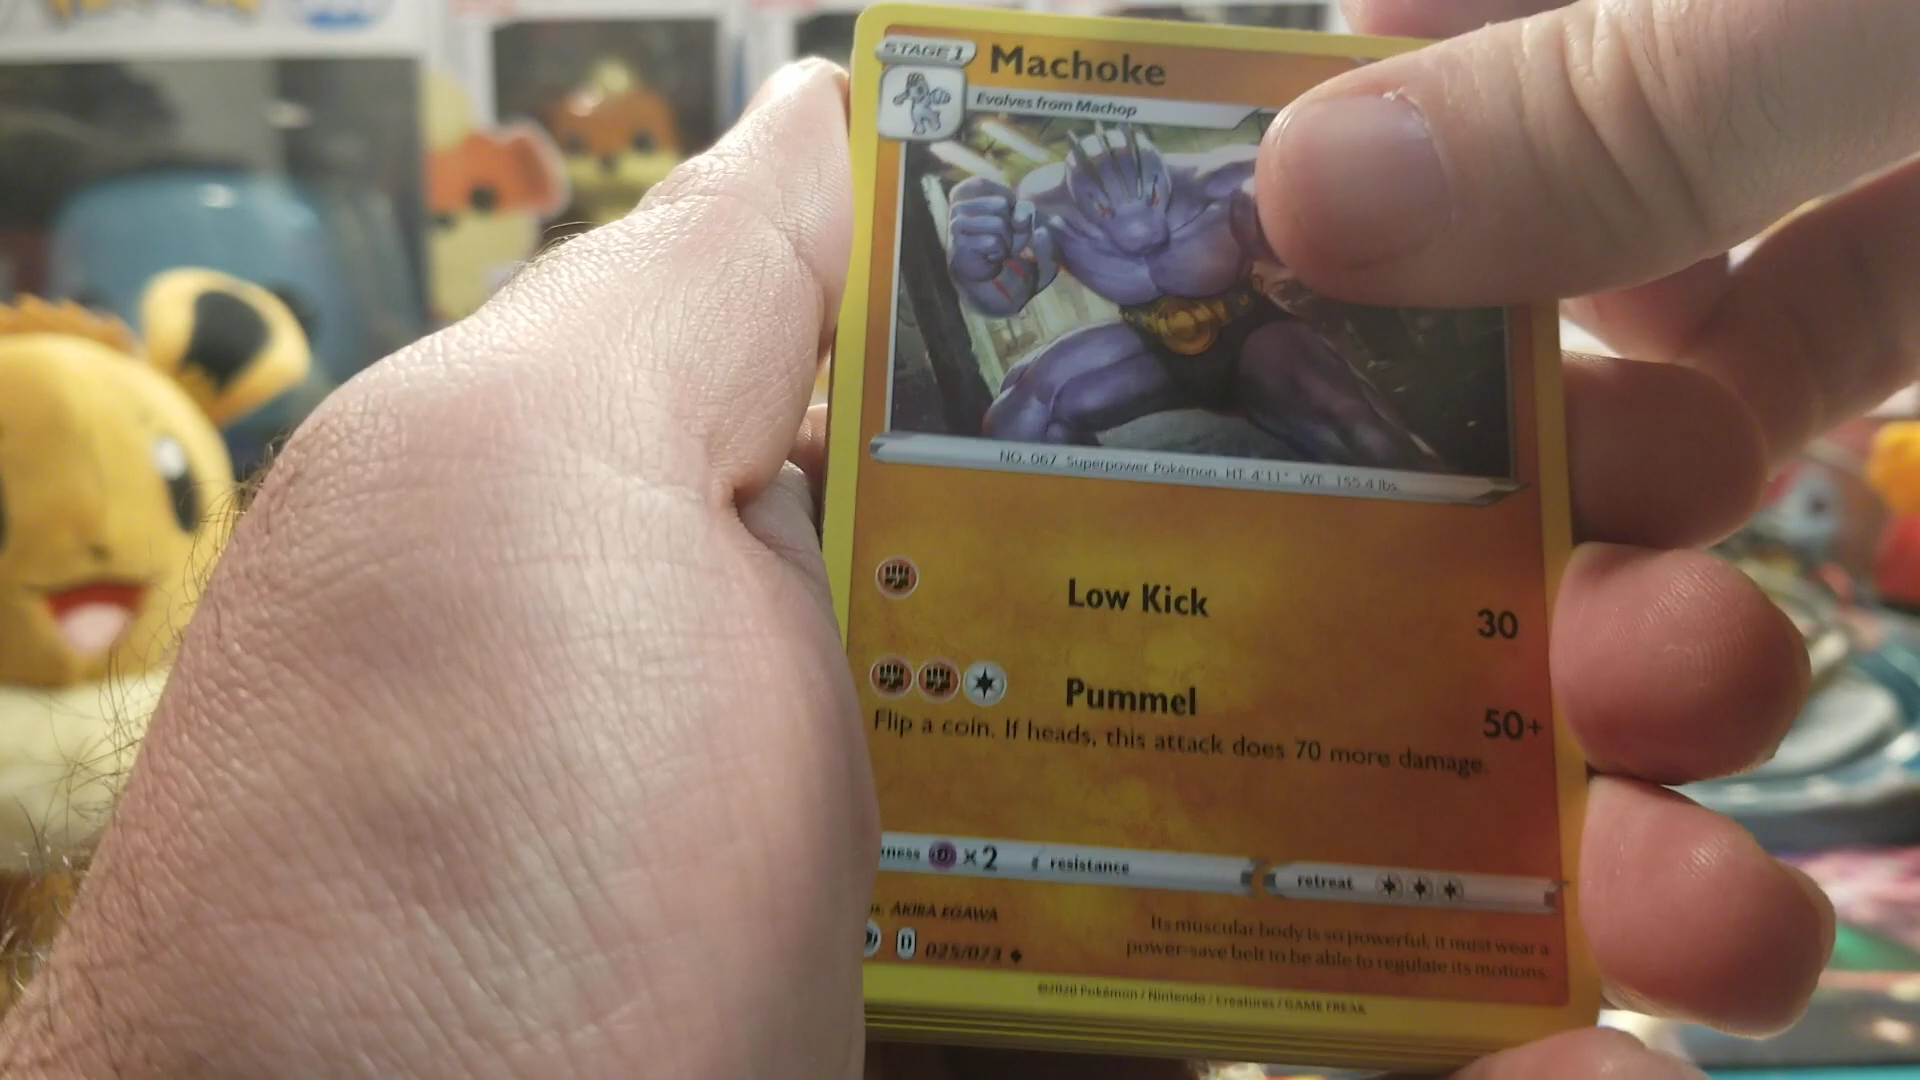 STAGE 1
Machoke
Evolves from Machop
NO. 067 Superpower Pokémon HT 4'11" WT 155.4 lbs.
Low Kick
30
Pummel
50+
Flip a coin. If heads, this attack does 70 more damage.
×2 resistance
retreat
AKIRA EGAWA
D 025/073
Its muscular body is so powerful, it must wear a
power-save belt to be able to regulate its motions.
©2020 Pokémon / Nintendo / Creatures / GAME FREAK